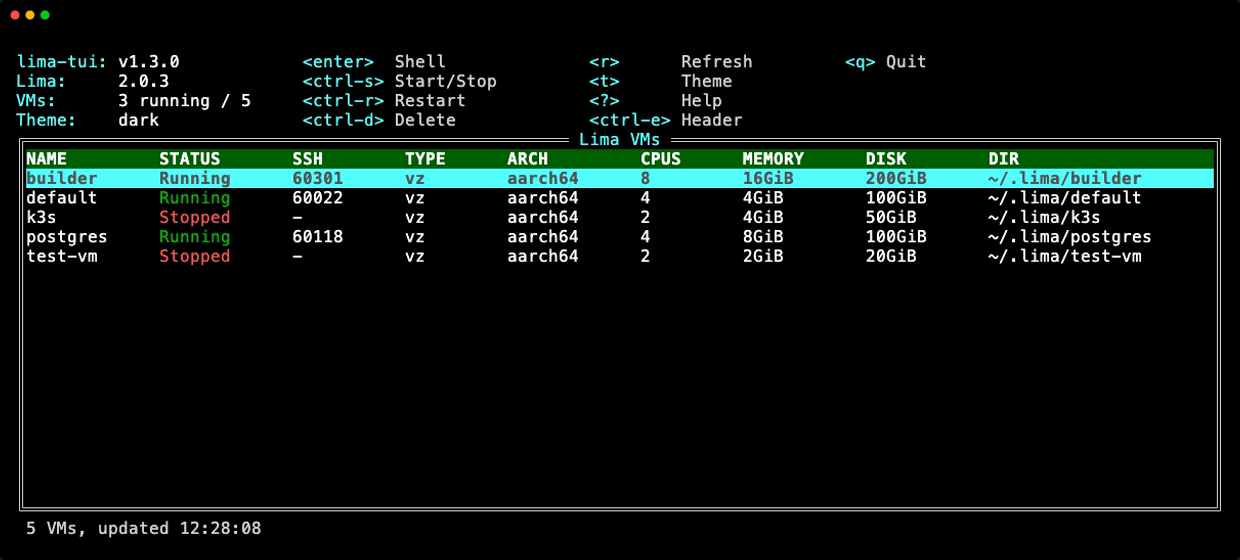 lima-tui: v1.3.0 <enter> Shell <r> Refresh <q> Quit
Lima: 2.0.3 <ctrl-s> Start/Stop <t> Theme
VMs: 3 running / 5 <ctrl-r> Restart <?> Help
Theme: dark <ctrl-d> Delete <ctrl-e> Header
Lima VMs
NAME STATUS SSH TYPE ARCH CPUS MEMORY DISK DIR
builder Running 60301 vz aarch64 8 16GiB 200GiB ~/.lima/builder
default Running 60022 vz aarch64 4 4GiB 100GiB ~/.lima/default
k3s Stopped - vz aarch64 2 4GiB 50GiB ~/.lima/k3s
postgres Running 60118 vz aarch64 4 8GiB 100GiB ~/.lima/postgres
test-vm Stopped - vz aarch64 2 2GiB 20GiB ~/.lima/test-vm
5 VMs, updated 12:28:08